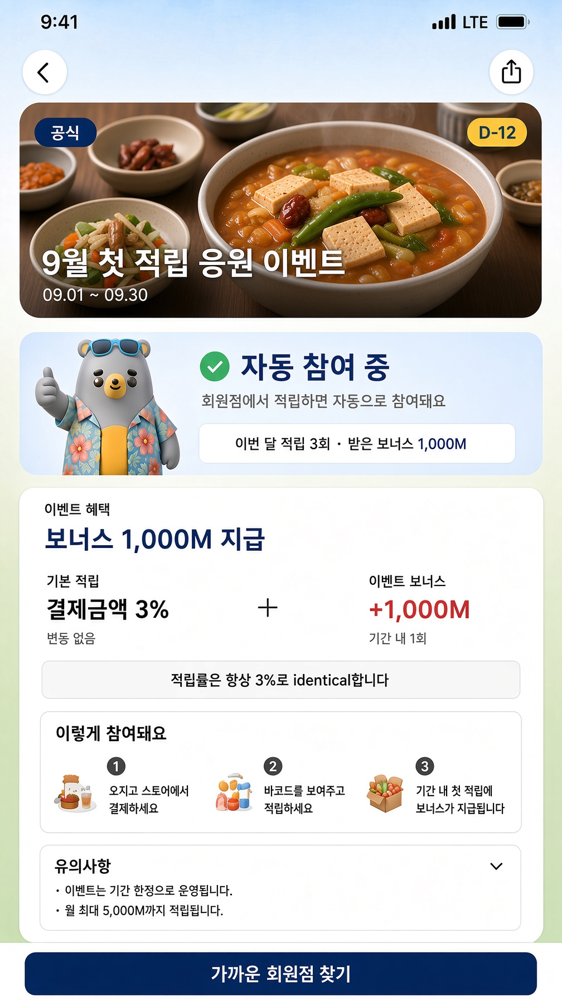 9:41
LTE
공식
D-12
9월 첫 적립 응원 이벤트
09.01 ~ 09.30
자동 참여 중
회원점에서 적립하면 자동으로 참여돼요
이번 달 적립 3회 · 받은 보너스 1,000M
이벤트 혜택
보너스 1,000M 지급
기본 적립
결제금액 3%
변동 없음
+
이벤트 보너스
+1,000M
기간 내 1회
적립률은 항상 3%로 identical합니다
이렇게 참여돼요
1
오지고 스토어에서
결제하세요
2
바코드를 보여주고
적립하세요
3
기간 내 첫 적립에
보너스가 지급됩니다
유의사항
· 이벤트는 기간 한정으로 운영됩니다.
· 월 최대 5,000M까지 적립됩니다.
가까운 회원점 찾기